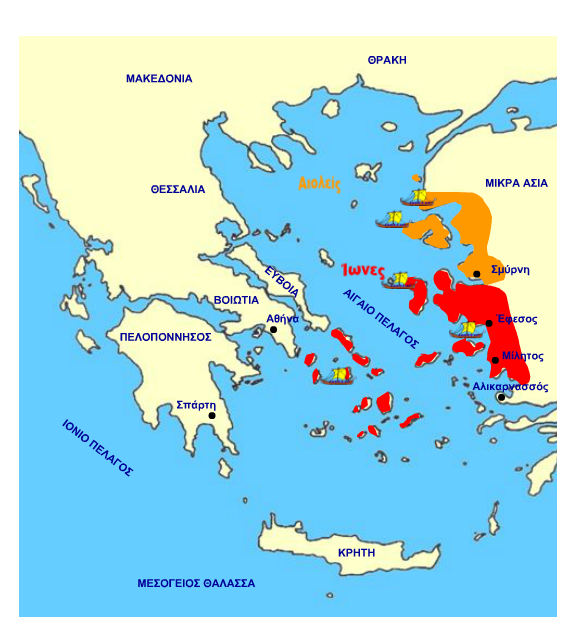 ΘΡΑΚΗ
ΜΑΚΕΔΟΝΙΑ
ΘΕΣΣΑΛΙΑ
Αιολείς
ΜΙΚΡΑ ΑΣΙΑ
Ίωνες
Σμύρνη
ΕΥΒΟΙΑ
ΒΟΙΩΤΙΑ
ΑΙΓΑΙΟ ΠΕΛΑΓΟΣ
Αθήνα
Έφεσος
ΠΕΛΟΠΟΝΝΗΣΟΣ
Μίλητος
Αλικαρνασσός
Σπάρτη
ΙΟΝΙΟ ΠΕΛΑΓΟΣ
ΚΡΗΤΗ
ΜΕΣΟΓΕΙΟΣ ΘΑΛΑΣΣΑ